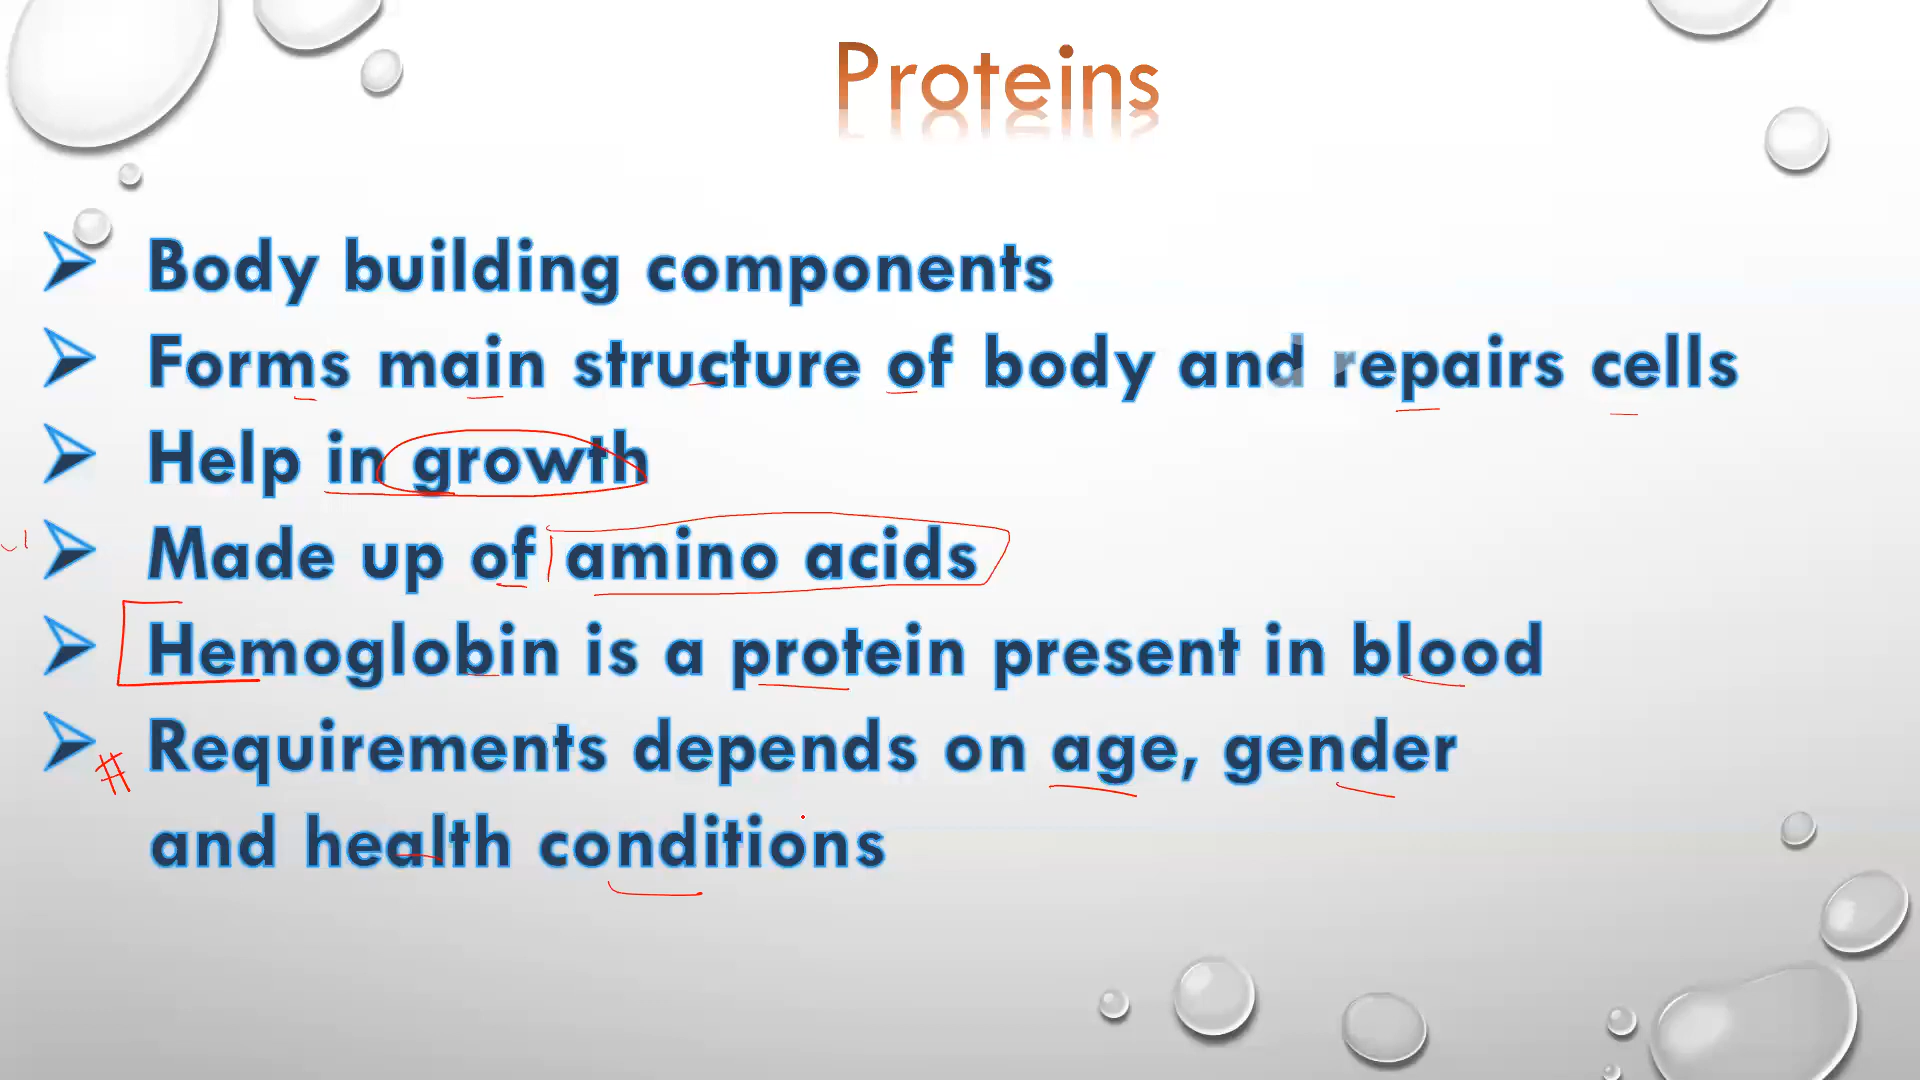 Proteins
Body building components
Forms main structure of body and repairs cells
Help in growth
Made up of amino acids
Hemoglobin is a protein present in blood
Requirements depends on age, gender
# and health conditions